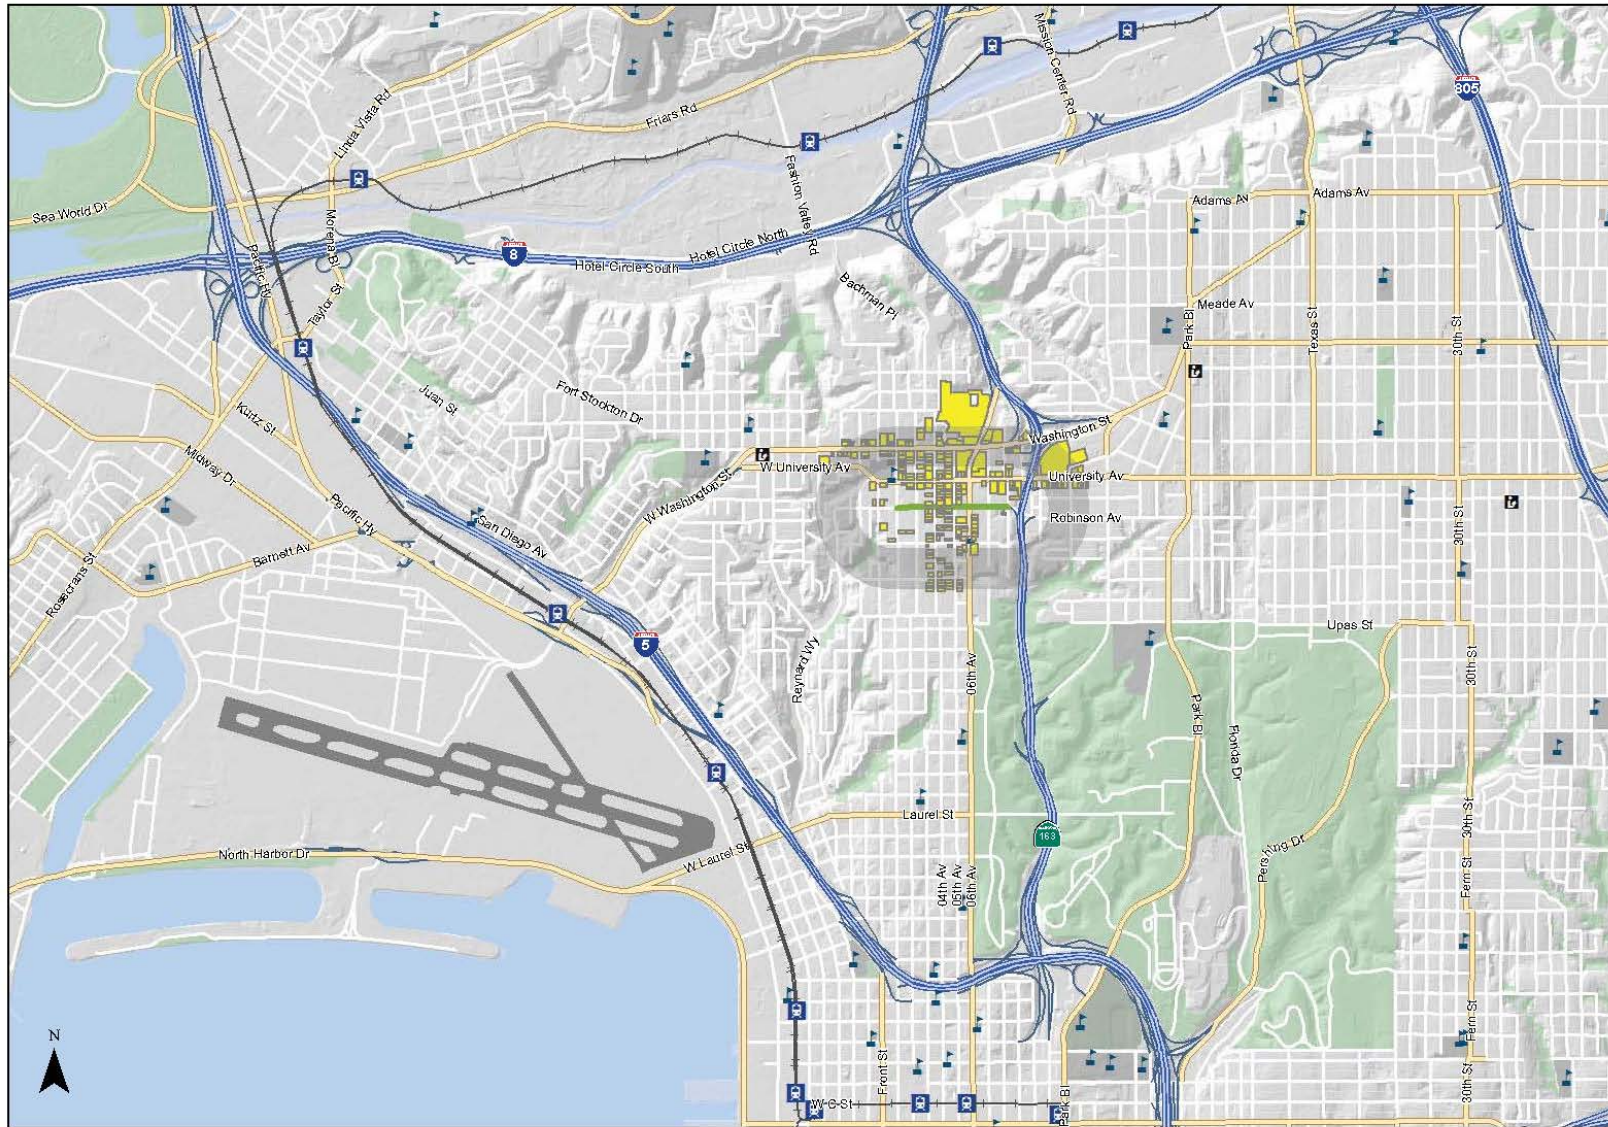 Mission Center Rd
805
Linda Vista Rd
Friars Rd
Fashion Valley Rd
Adams Av
Adams Av
Sea World Dr
Morena Bl
Pacific Hy
8
Hotel Circle North
Hotel Circle South
Bachman Pl
Taylor St
Meade Av
Park Bl
Texas St
30th St
Juan St
Fort Stockton Dr
Kurtz St
Washington St
Midway Dr
W University Av
University Av
W Washington St
Pacific Hy
San Diego Av
Robinson Av
30th St
Barnett Av
Rosecrans St
Upas St
5
Reynard Wy
06th Av
30th St
Park Bl
Florida Dr
Laurel St
163
30th St
North Harbor Dr
W Laurel St
Pershing Dr
04th Av
05th Av
06th Av
Fern St
N
Fern St
Front St
30th St
W C St
Park Bl